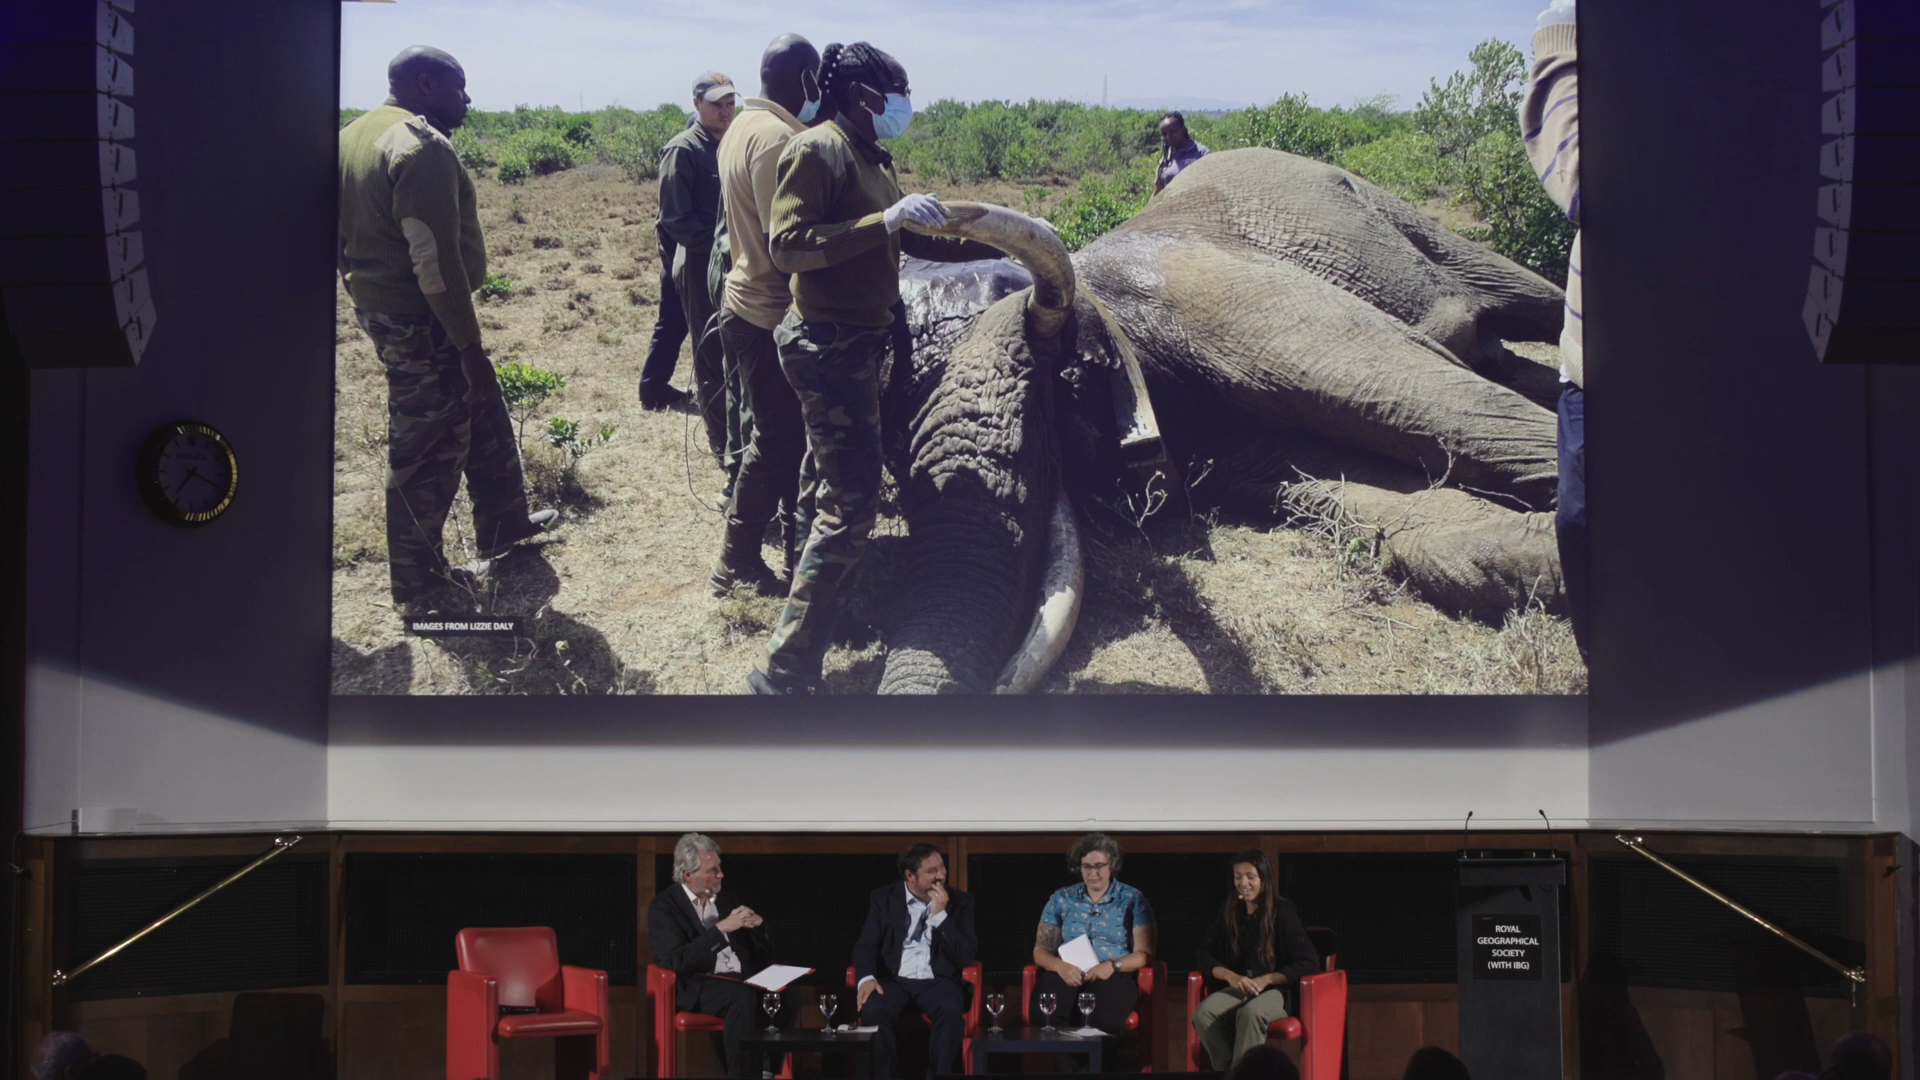 IMAGES FROM LIZZIE DALY
ROYAL
GEOGRAPHICAL
SOCIETY
(WITH IBG)